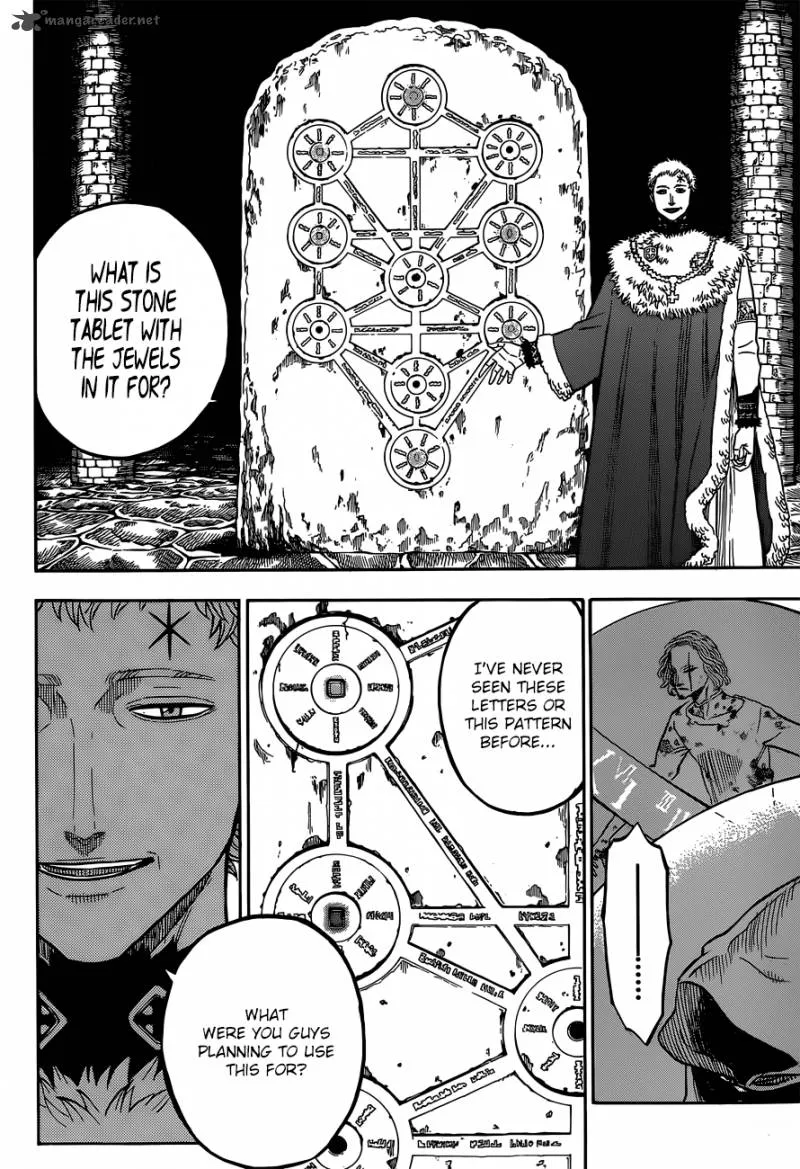 mangareader.net
WHAT IS
THIS STONE
TABLET WITH
THE JEWELS
IN IT FOR?
I'VE NEVER
SEEN THESE
LETTERS OR
THIS PATTERN
BEFORE...
WHAT
WERE YOU GUYS
PLANNING TO USE
THIS FOR?